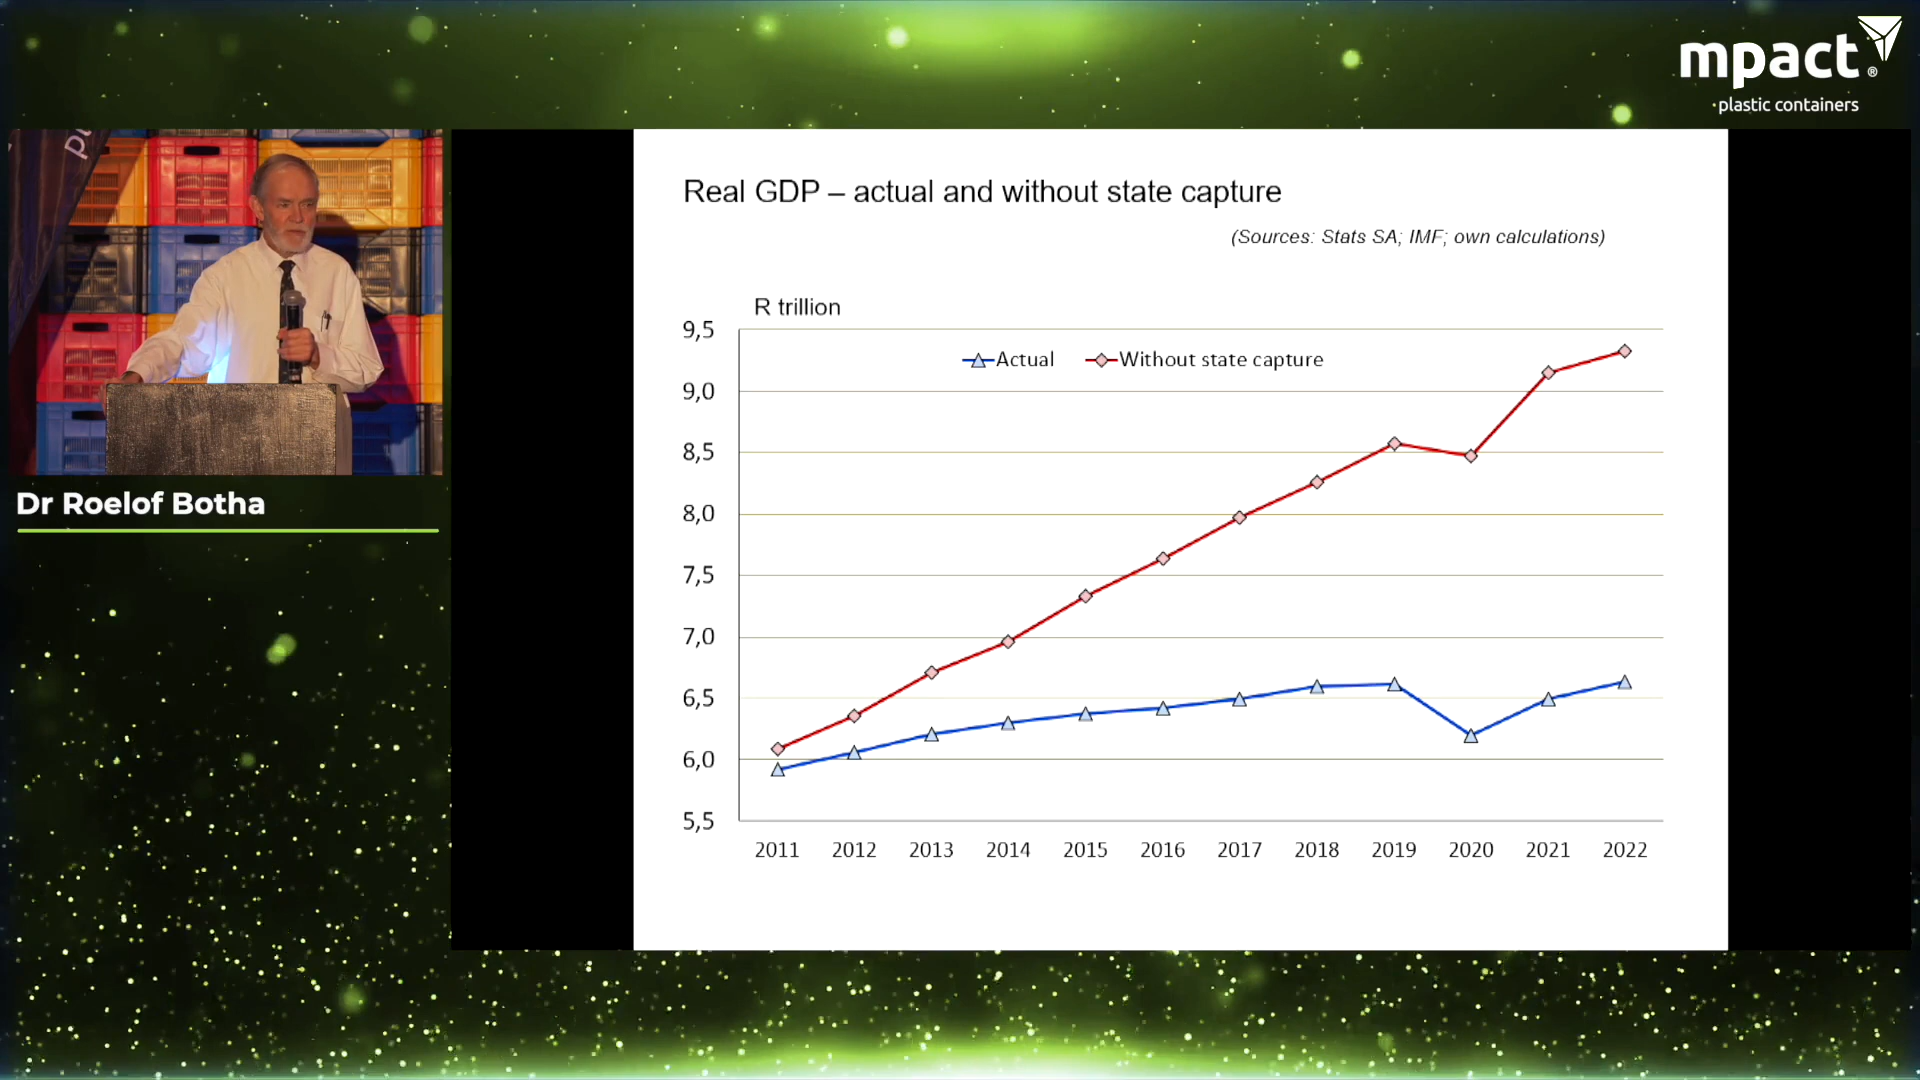 mpact®
plastic containers
pl
Dr Roelof Botha
Real GDP – actual and without state capture
(Sources: Stats SA; IMF; own calculations)
R trillion
9,5
9,0
8,5
8,0
7,5
7,0
6,5
6,0
5,5
Actual Without state capture
2011 2012 2013 2014 2015 2016 2017 2018 2019 2020 2021 2022